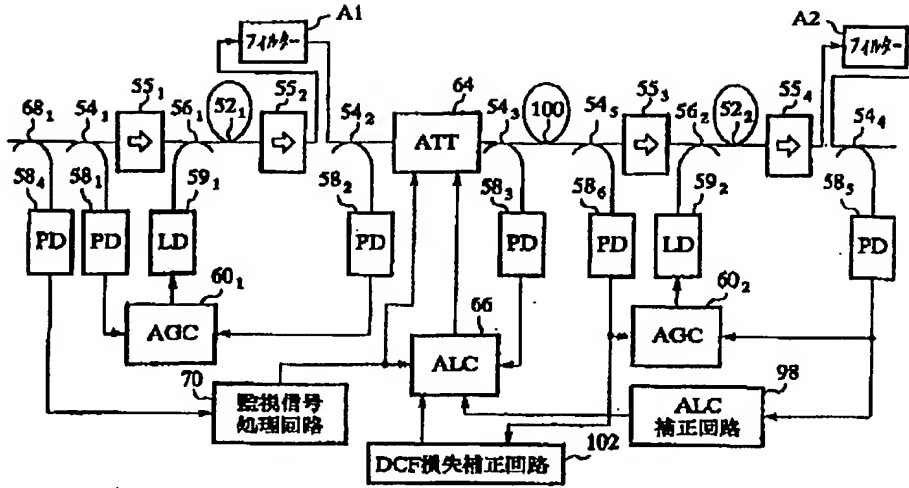 A1
フィルター
A2
フィルター
68₁
54₁
55₁
56₁
52₁
55₂
54₂
64
ATT
54₃
100
54₅
55₃
56₂
52₂
55₄
54₄
58₄
58₁
59₁
58₂
58₃
58₆
59₂
58₅
PD
PD
LD
PD
PD
PD
LD
PD
60₁
AGC
66
ALC
60₂
AGC
70
監視信号
処理回路
98
ALC
補正回路
DCF損失補正回路
102